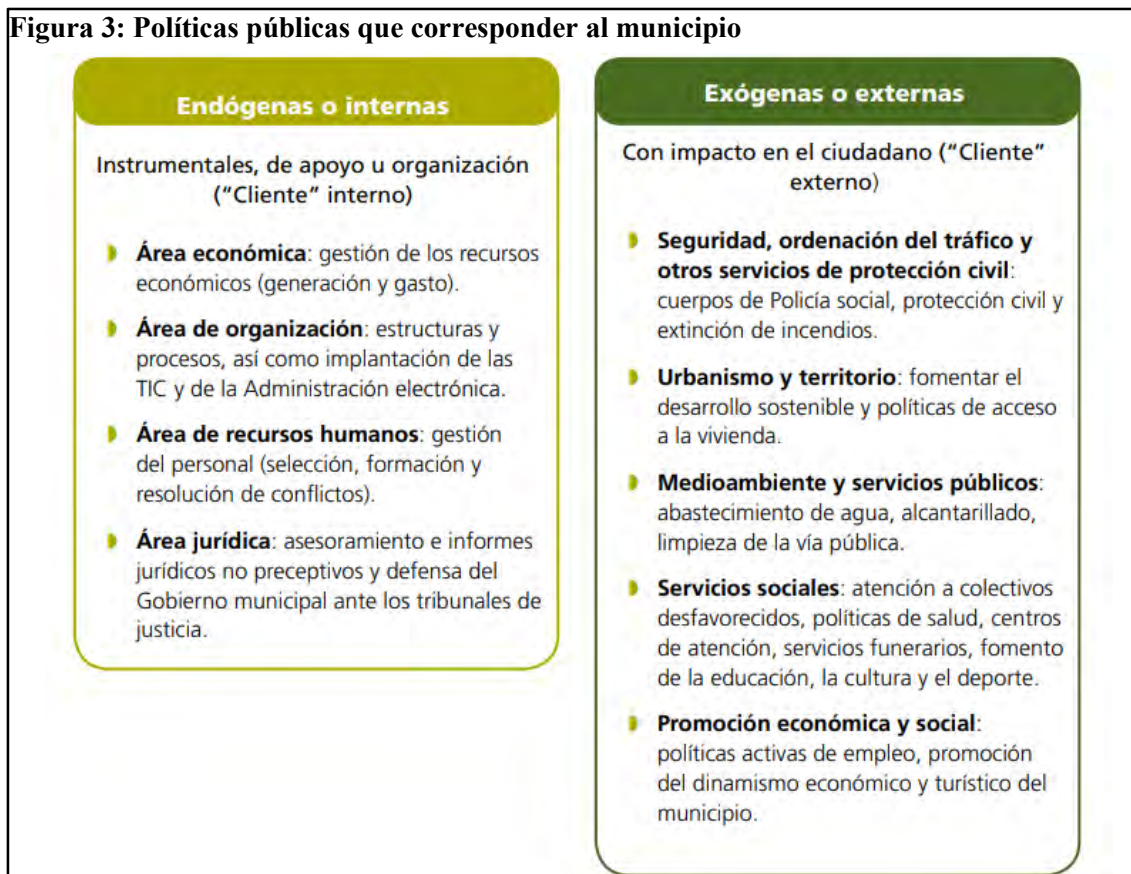 Figura 3: Políticas públicas que corresponder al municipio
Endógenas o internas
Instrumentales, de apoyo u organización
("Cliente" interno)
Área económica: gestión de los recursos
económicos (generación y gasto).
Área de organización: estructuras y
procesos, así como implantación de las
TIC y de la Administración electrónica.
Área de recursos humanos: gestión
del personal (selección, formación y
resolución de conflictos).
Área jurídica: asesoramiento e informes
jurídicos no preceptivos y defensa del
Gobierno municipal ante los tribunales de
justicia.
Exógenas o externas
Con impacto en el ciudadano ("Cliente"
externo)
Seguridad, ordenación del tráfico y
otros servicios de protección civil:
cuerpos de Policía social, protección civil y
extinción de incendios.
Urbanismo y territorio: fomentar el
desarrollo sostenible y políticas de acceso
a la vivienda.
Medioambiente y servicios públicos:
abastecimiento de agua, alcantarillado,
limpieza de la vía pública.
Servicios sociales: atención a colectivos
desfavorecidos, políticas de salud, centros
de atención, servicios funerarios, fomento
de la educación, la cultura y el deporte.
Promoción económica y social:
políticas activas de empleo, promoción
del dinamismo económico y turístico del
municipio.